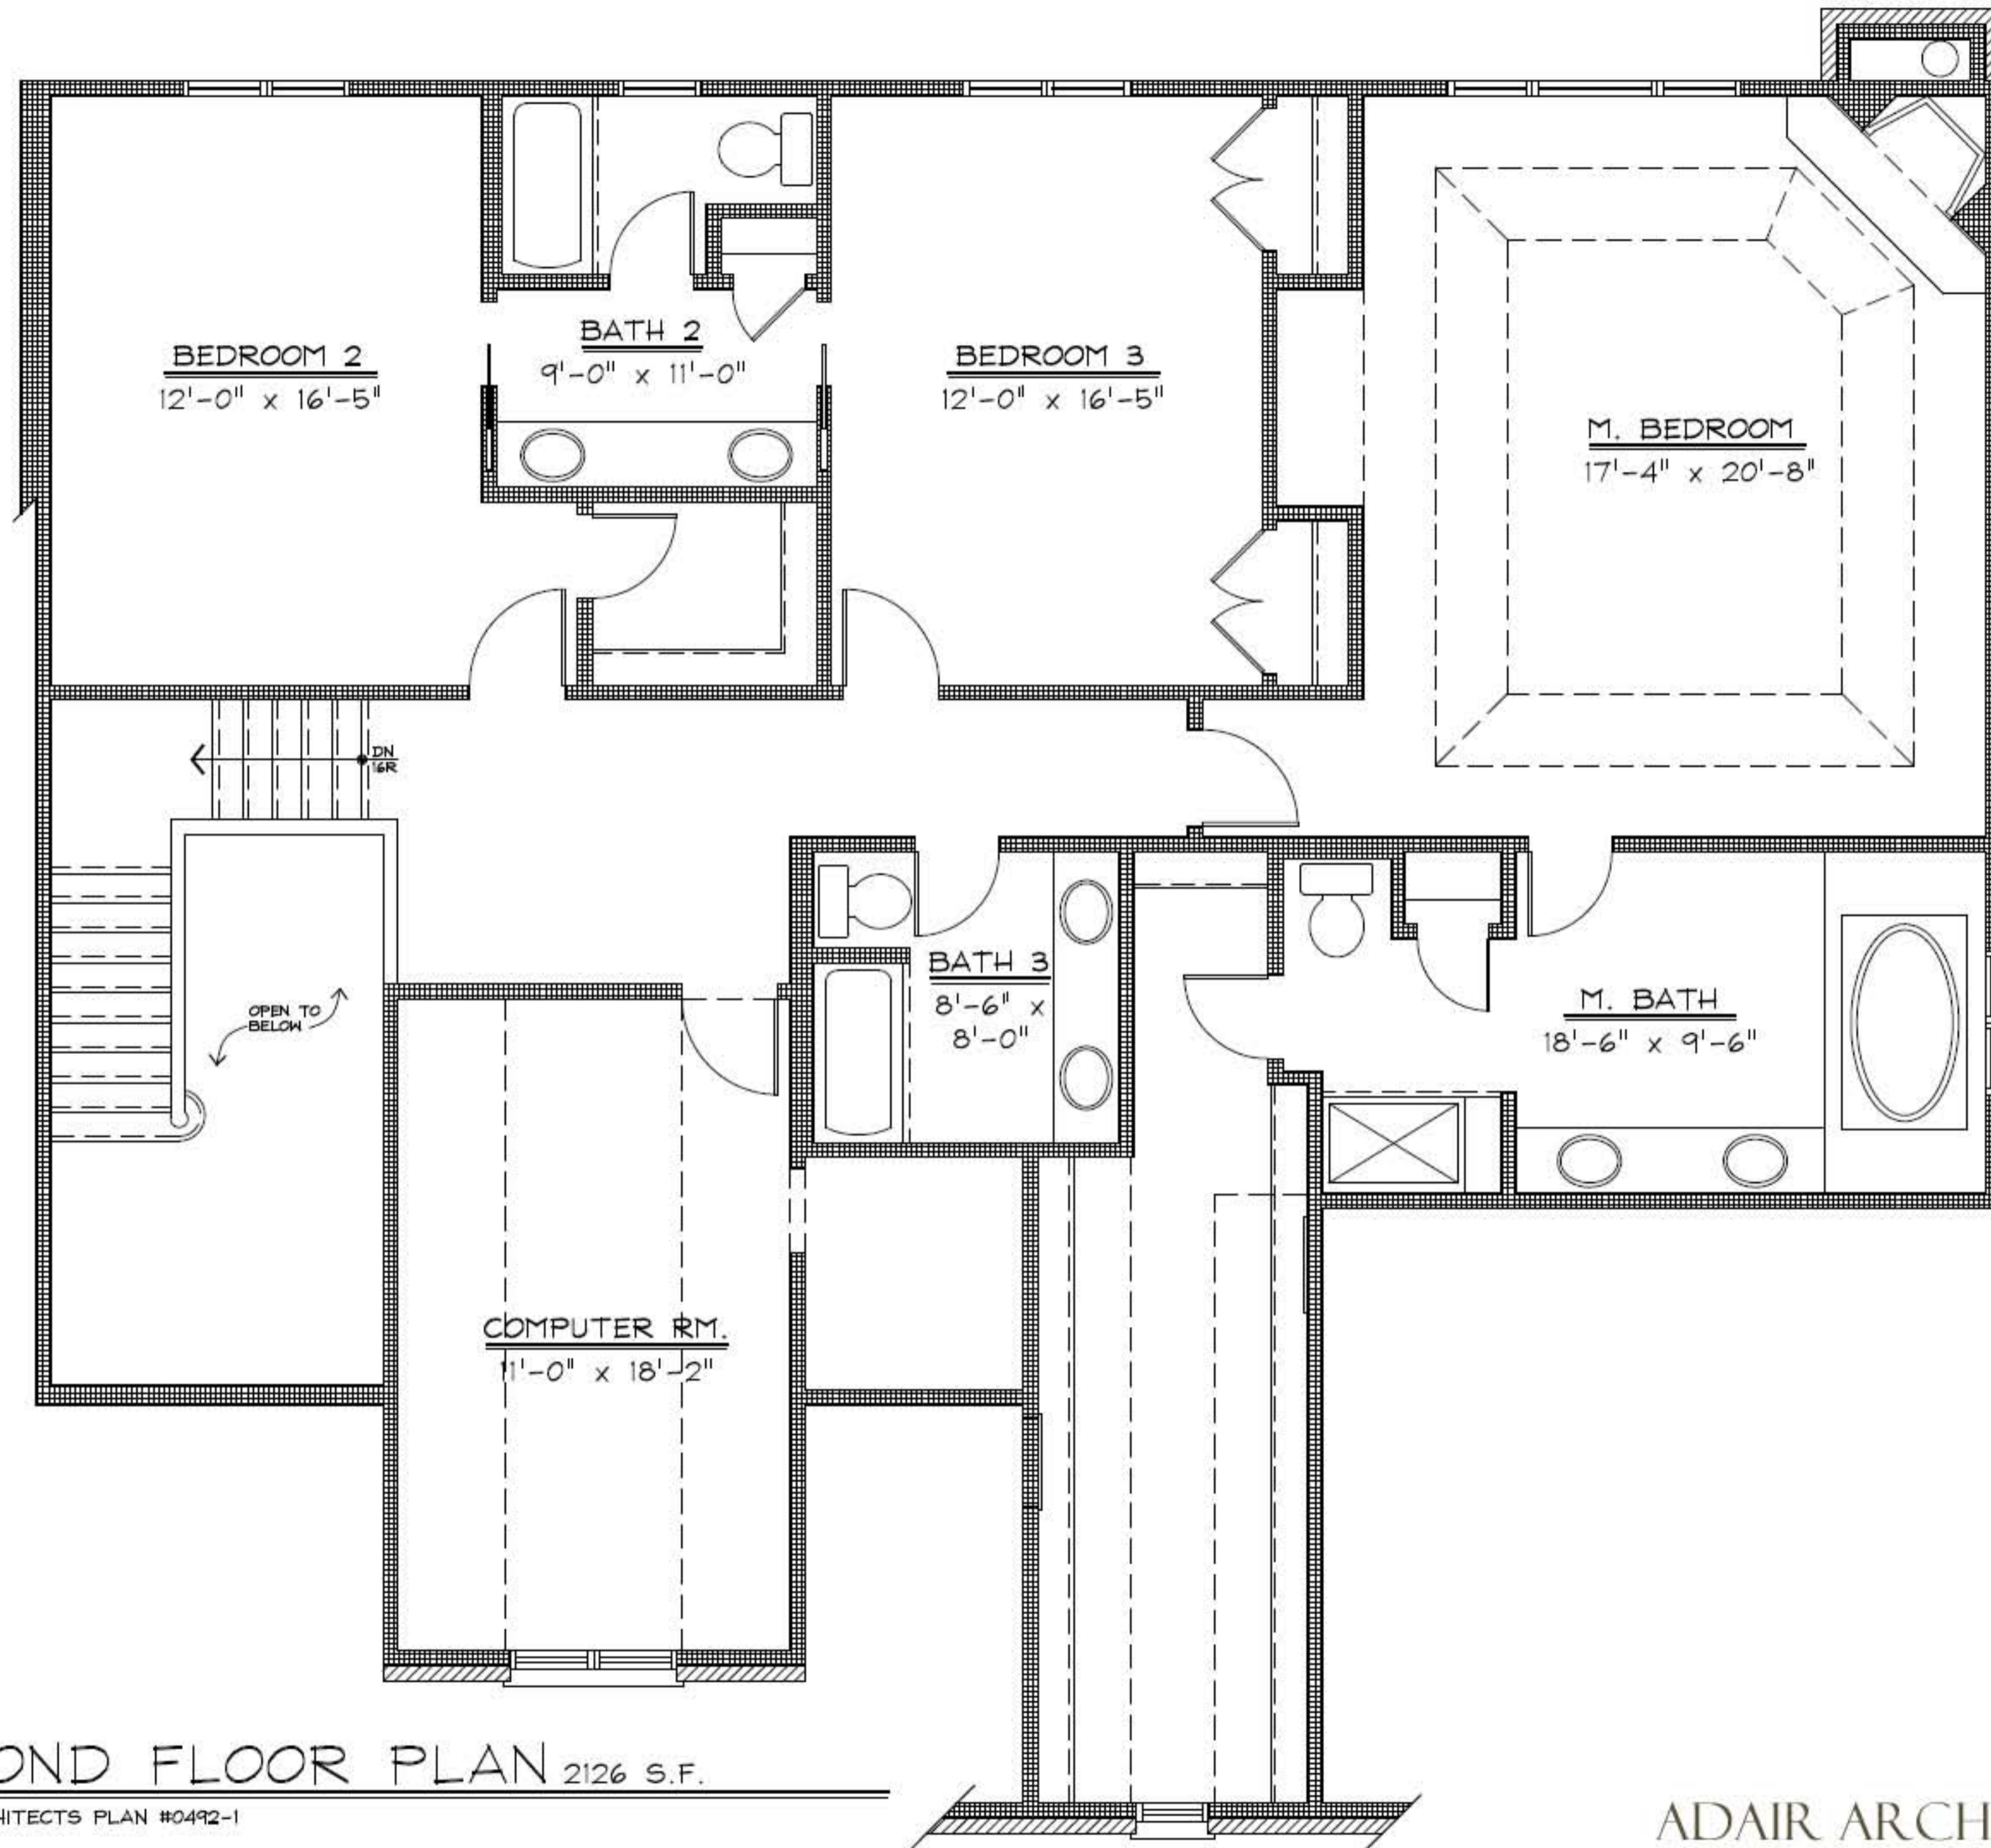 BEDROOM 2
12'-0" x 16'-5"
BATH 2
9'-0" x 11'-0"
BEDROOM 3
12'-0" x 16'-5"
M. BEDROOM
17'-4" x 20'-8"
DN
16R
OPEN TO
BELOW
BATH 3
8'-6" x
8'-0"
M. BATH
18'-6" x 9'-6"
COMPUTER RM.
11'-0" x 18'-2"
OND FLOOR PLAN 2126 S.F.
HITECTS PLAN #0492-1
ADAIR ARCH